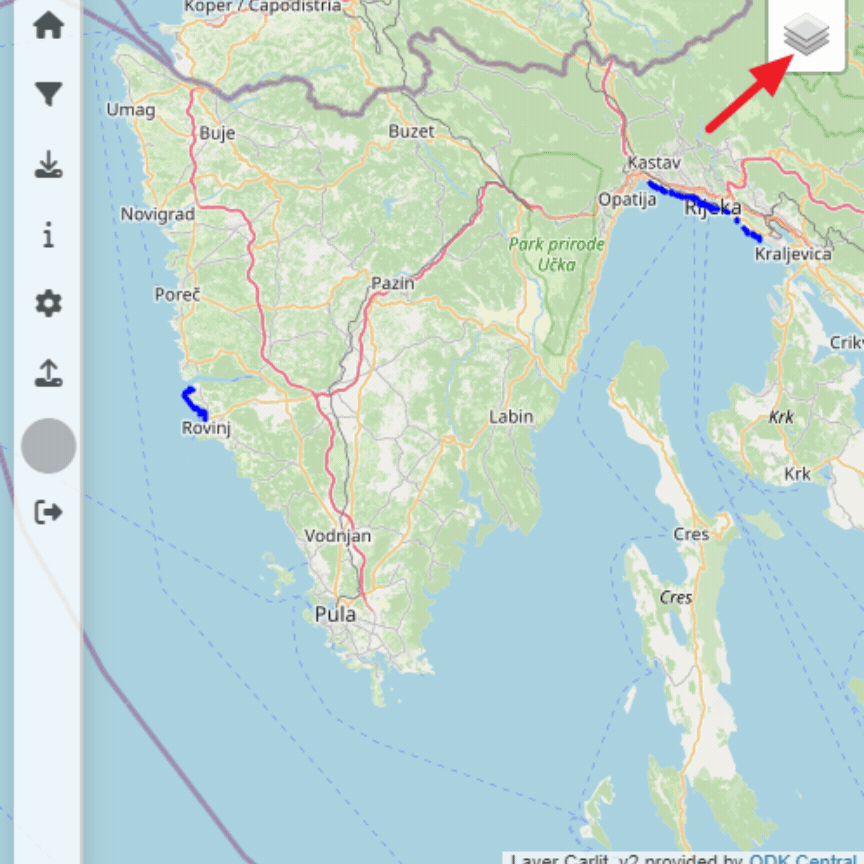 Koper / Capodistria
Umag
Buje
Buzet
Kastav
Opatija
Rijeka
Novigrad
Park prirode
Učka
Kraljevica
Pazin
Poreč
Crikv
Labin
Krk
Rovinj
Krk
Vodnjan
Cres
Cres
Pula
Layer Carlit_v2 provided by ODK Central